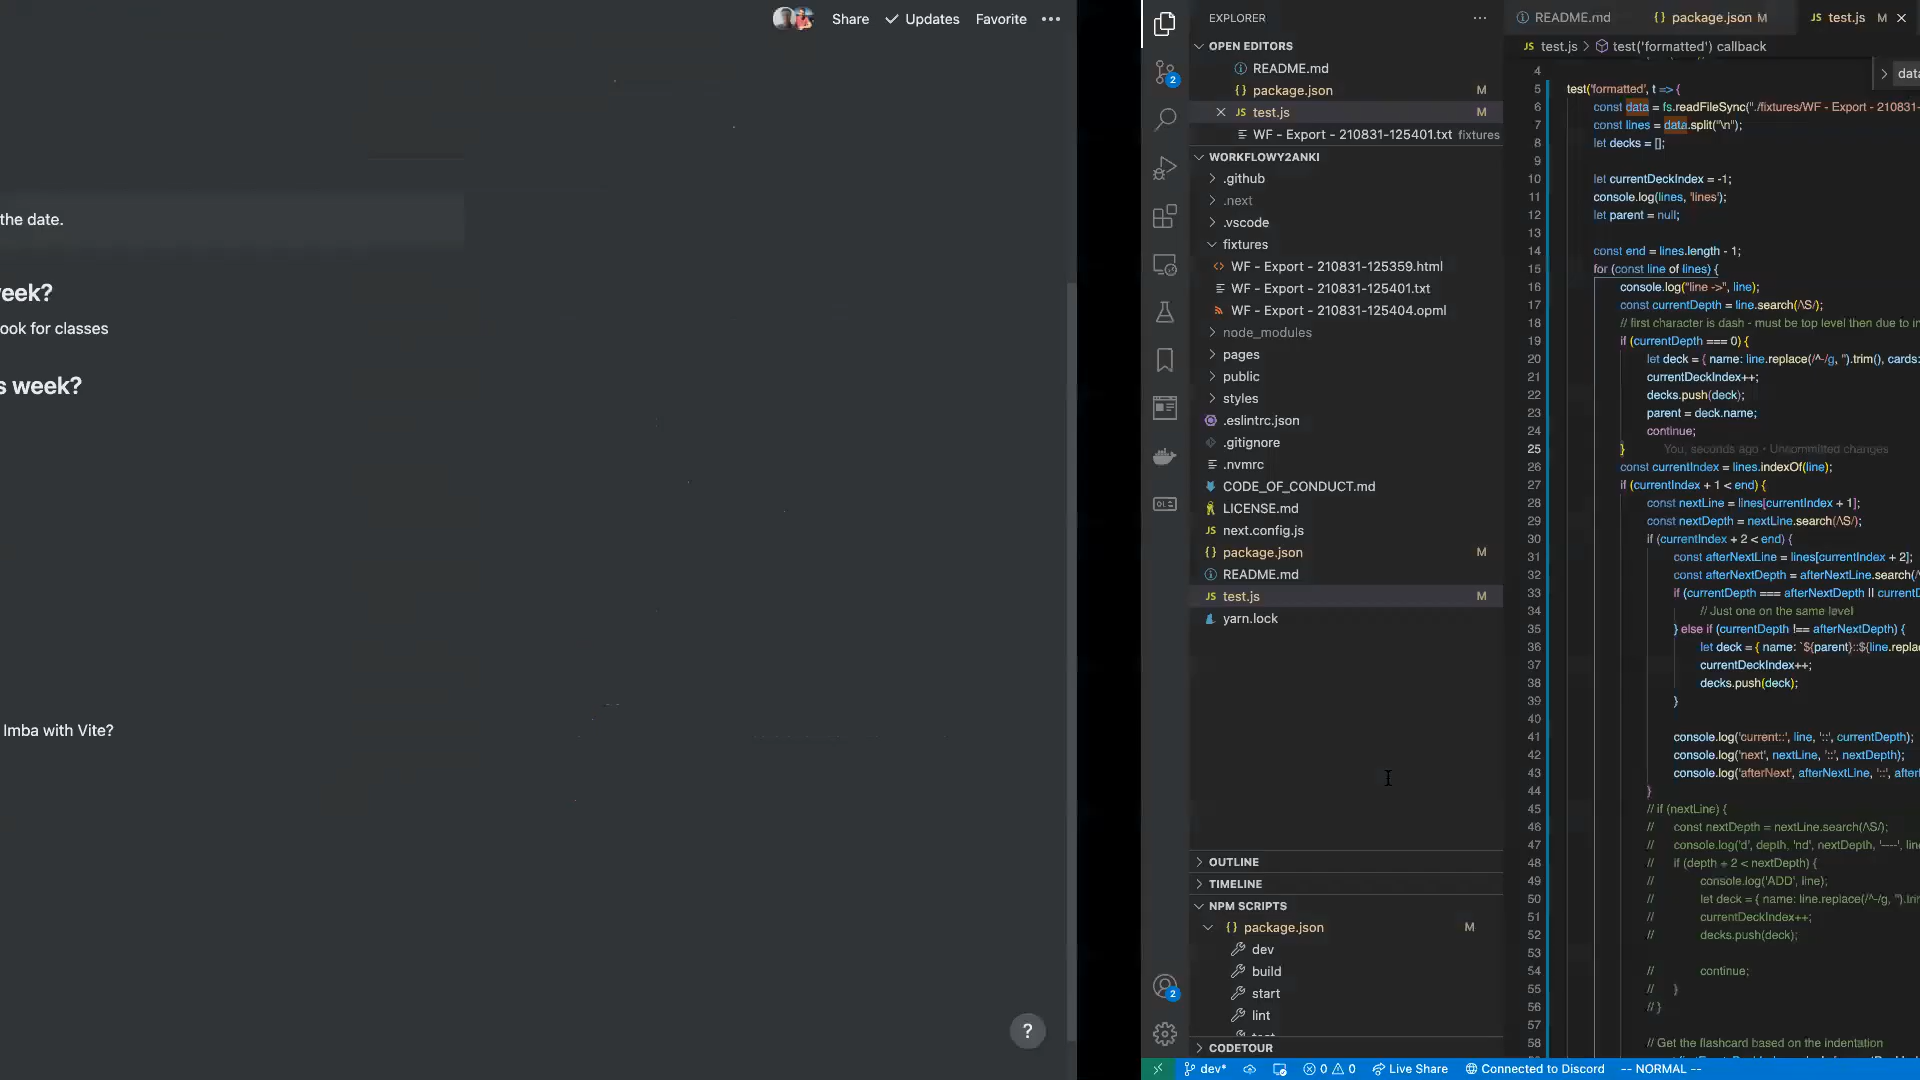 Share
Updates
Favorite
the date.
eek?
ook for classes
s week?
Imba with Vite?
?
EXPLORER
OPEN EDITORS
README.md
package.json M
test.js M
WF - Export - 210831-125401.txt fixtures
WORKFLOWY2ANKI
.github
.next
.vscode
fixtures
WF - Export - 210831-125359.html
WF - Export - 210831-125401.txt
WF - Export - 210831-125404.opml
node_modules
pages
public
styles
.eslintrc.json
.gitignore
.nvmrc
CODE_OF_CONDUCT.md
LICENSE.md
next.config.js
package.json M
README.md
test.js M
yarn.lock
OUTLINE
TIMELINE
NPM SCRIPTS
package.json M
dev
build
start
lint
CODETOUR
2
2
README.md
package.json M
test.js M
test.js > test('formatted') callback
data
4
5 test('formatted', t => {
6 const data = fs.readFileSync("./fixtures/WF - Export - 210831-
7 const lines = data.split("\n");
8 let decks = [];
9
10 let currentDeckIndex = -1;
11 console.log(lines, 'lines');
12 let parent = null;
13
14 const end = lines.length - 1;
15 for (const line of lines) {
16 console.log("line ->", line);
17 const currentDepth = line.search(/\S/);
18 // first character is dash - must be top level then due to in
19 if (currentDepth === 0) {
20 let deck = { name: line.replace(/^-/g, '').trim(), cards:
21 currentDeckIndex++;
22 decks.push(deck);
23 parent = deck.name;
24 continue;
25 } You, seconds ago • Uncommitted changes
26 const currentIndex = lines.indexOf(line);
27 if (currentIndex + 1 < end) {
28 const nextLine = lines[currentIndex + 1];
29 const nextDepth = nextLine.search(/\S/);
30 if (currentIndex + 2 < end) {
31 const afterNextLine = lines[currentIndex + 2];
32 const afterNextDepth = afterNextLine.search(/
33 if (currentDepth === afterNextDepth || currentD
34 // Just one on the same level
35 } else if (currentDepth !== afterNextDepth) {
36 let deck = { name: `${parent}::${line.repla
37 currentDeckIndex++;
38 decks.push(deck);
39 }
40
41 console.log('current::', line, '::', currentDepth);
42 console.log('next', nextLine, '::', nextDepth);
43 console.log('afterNext', afterNextLine, '::', after
44 }
45 // if (nextLine) {
46 // const nextDepth = nextLine.search(/\S/);
47 // console.log('d', depth, 'nd', nextDepth, '----', line
48 // if (depth + 2 < nextDepth) {
49 // console.log('ADD', line);
50 // let deck = { name: line.replace(/^-/g, '').tri
51 // currentDeckIndex++;
52 // decks.push(deck);
53
54 // continue;
55 // }
56 // }
57
58 // Get the flashcard based on the indentation
dev* 0 0 Live Share Connected to Discord -- NORMAL --